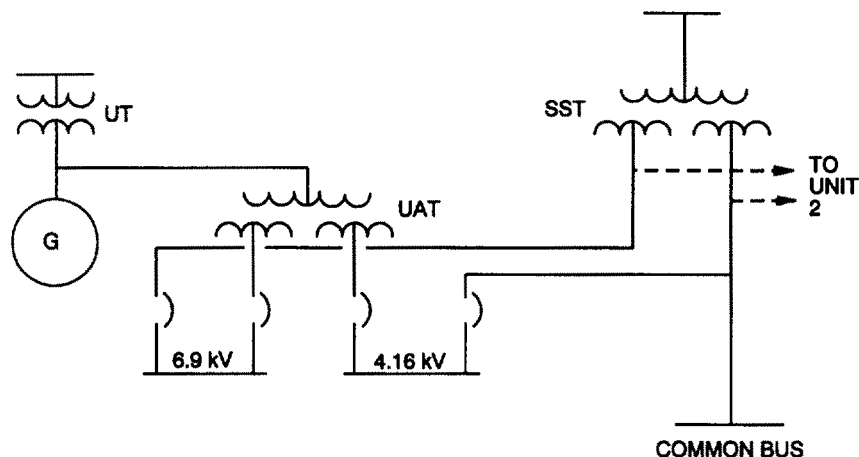 UT
SST
TO
UNIT
2
UAT
G
6.9 kV
4.16 kV
COMMON BUS